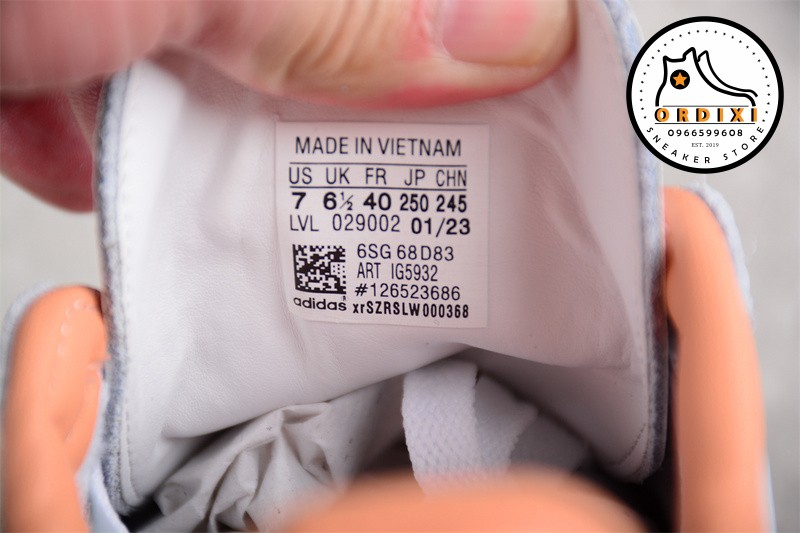 MADE IN VIETNAM
US UK FR JP CHN
7 6½ 40 250 245
LVL 029002 01/23
6SG 68D83
ART IG5932
#126523686
adidas xrSZRSLW000368
ORDIXI
0966599608
EST. 2019
SNEAKER STORE